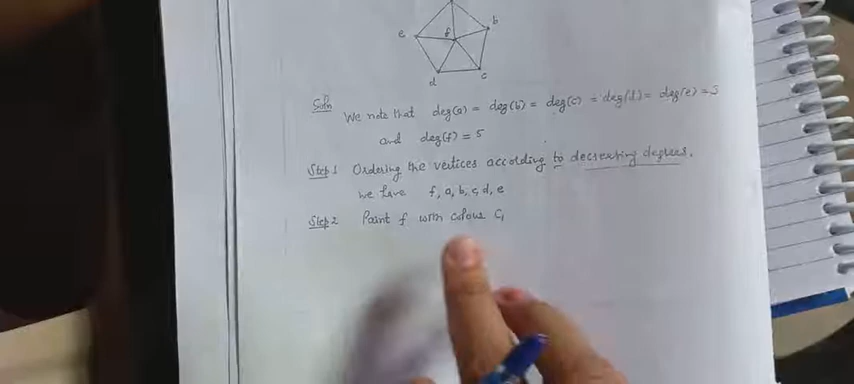 b
e
f
d
c
Soln
We note that deg(a) = deg(b) = deg(c) = deg(d) = deg(e) = 3
and deg(f) = 5
Step 1 Ordering the vertices according to decreasing degrees.
we have f, a, b, c, d, e
Step 2 Paint f with colour C1